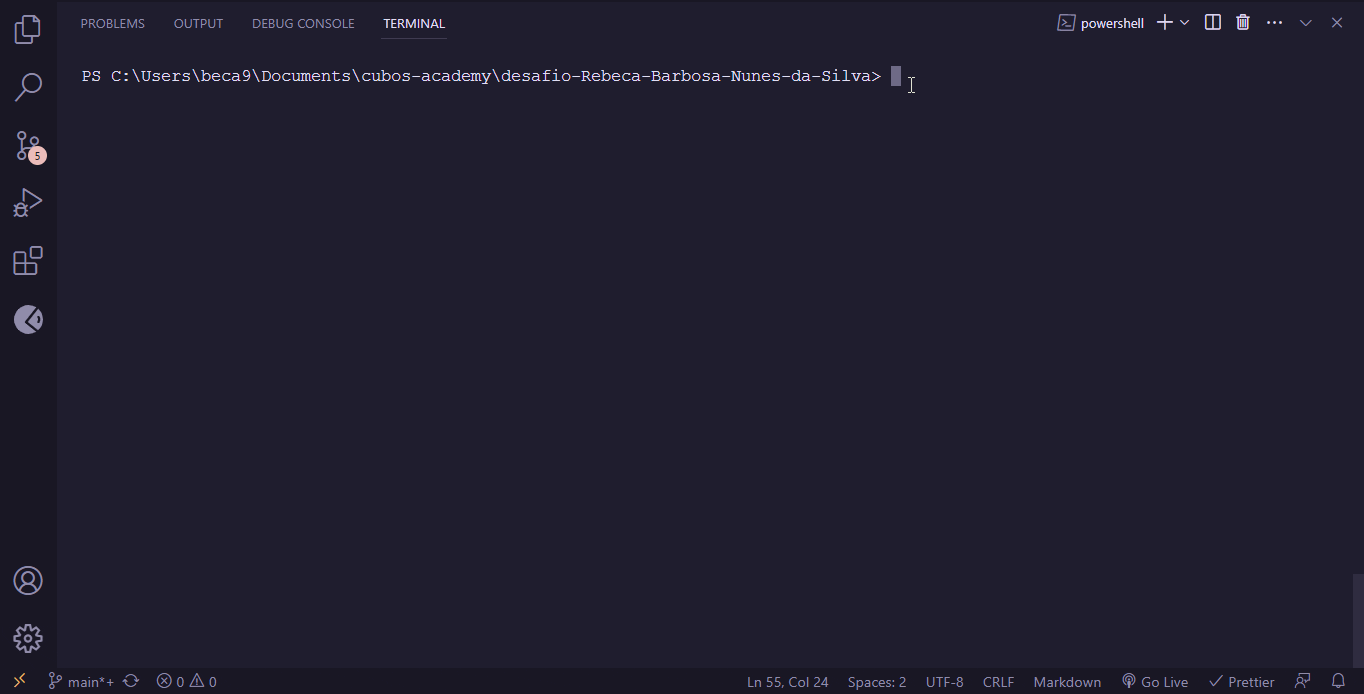 PROBLEMS OUTPUT DEBUG CONSOLE TERMINAL powershell
PS C:\Users\beca9\Documents\cubos-academy\desafio-Rebeca-Barbosa-Nunes-da-Silva>
5
main*+ 0 0 Ln 55, Col 24 Spaces: 2 UTF-8 CRLF Markdown Go Live Prettier